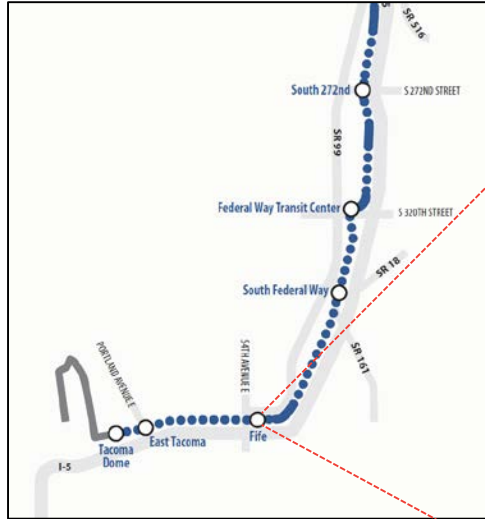 SR 516
South 272nd
S 272ND STREET
SR 99
Federal Way Transit Center
S 320TH STREET
SR 18
South Federal Way
SR 161
54TH AVENUE E
PORTLAND AVENUE E
Fife
East Tacoma
Tacoma
Dome
I-5